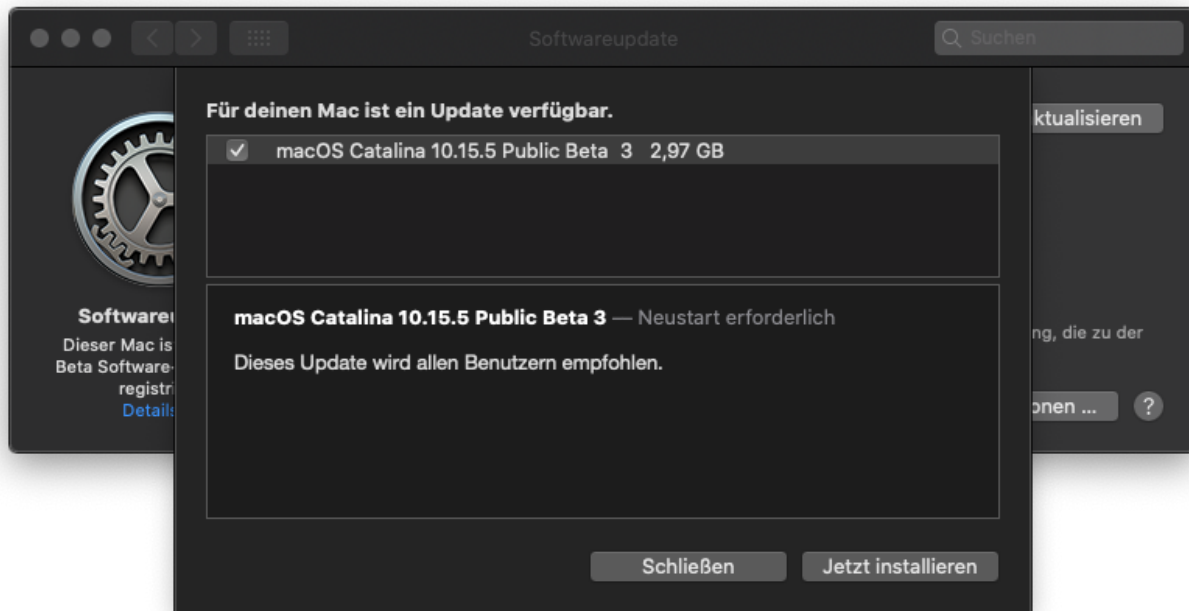 Softwareupdate
Suchen
Für deinen Mac ist ein Update verfügbar.
ktualisieren
macOS Catalina 10.15.5 Public Beta 3 2,97 GB
macOS Catalina 10.15.5 Public Beta 3 — Neustart erforderlich
Dieses Update wird allen Benutzern empfohlen.
Softwareu
Dieser Mac is
Beta Software-
registri
Details
ng, die zu der
onen ...
?
Schließen
Jetzt installieren